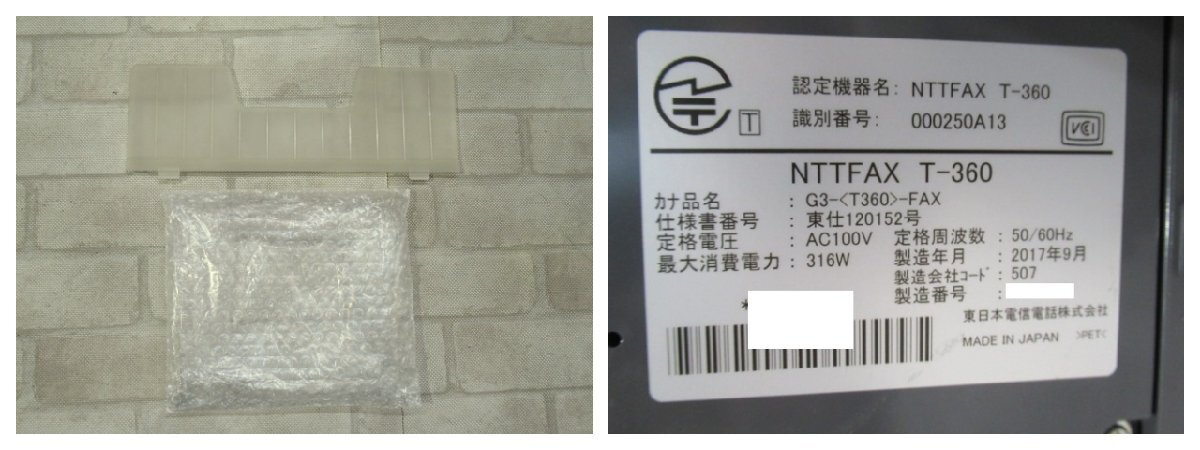 認定機器名: NTTFAX T-360
T 識別番号: 000250A13
VCI
NTTFAX T-360
カナ品名 : G3-<T360>-FAX
仕様書番号 : 東仕120152号
定格電圧 : AC100V 定格周波数 : 50/60Hz
最大消費電力 : 316W 製造年月 : 2017年9月
製造会社コード : 507
製造番号 :
*
東日本電信電話株式会社
MADE IN JAPAN >PET<